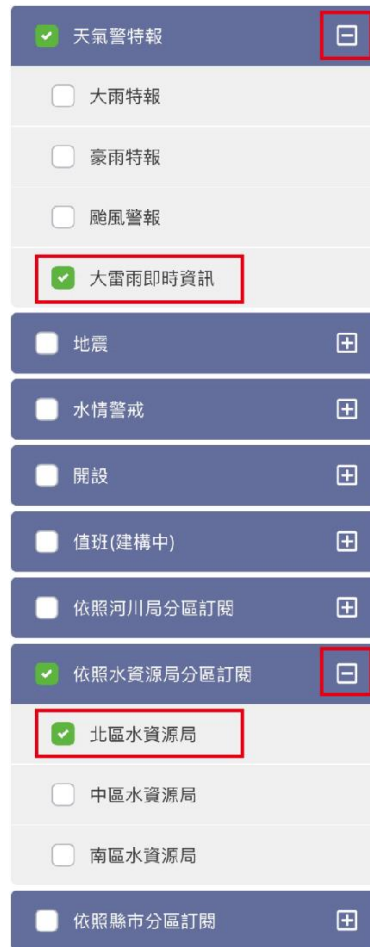 天氣警特報
大雨特報
豪雨特報
颱風警報
大雷雨即時資訊
地震
水情警戒
開設
值班(建構中)
依照河川局分區訂閱
依照水資源局分區訂閱
北區水資源局
中區水資源局
南區水資源局
依照縣市分區訂閱